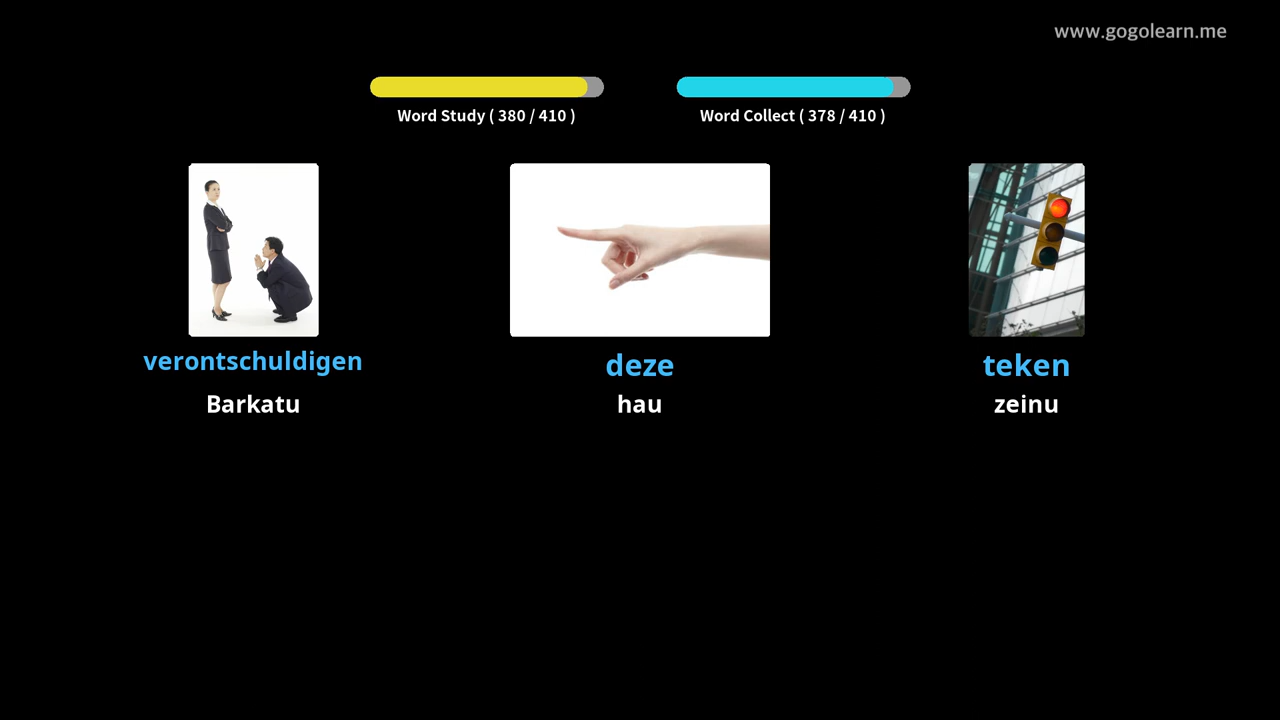 www.gogolearn.me
Word Study ( 380 / 410 )
Word Collect ( 378 / 410 )
verontschuldigen
deze
teken
Barkatu
hau
zeinu